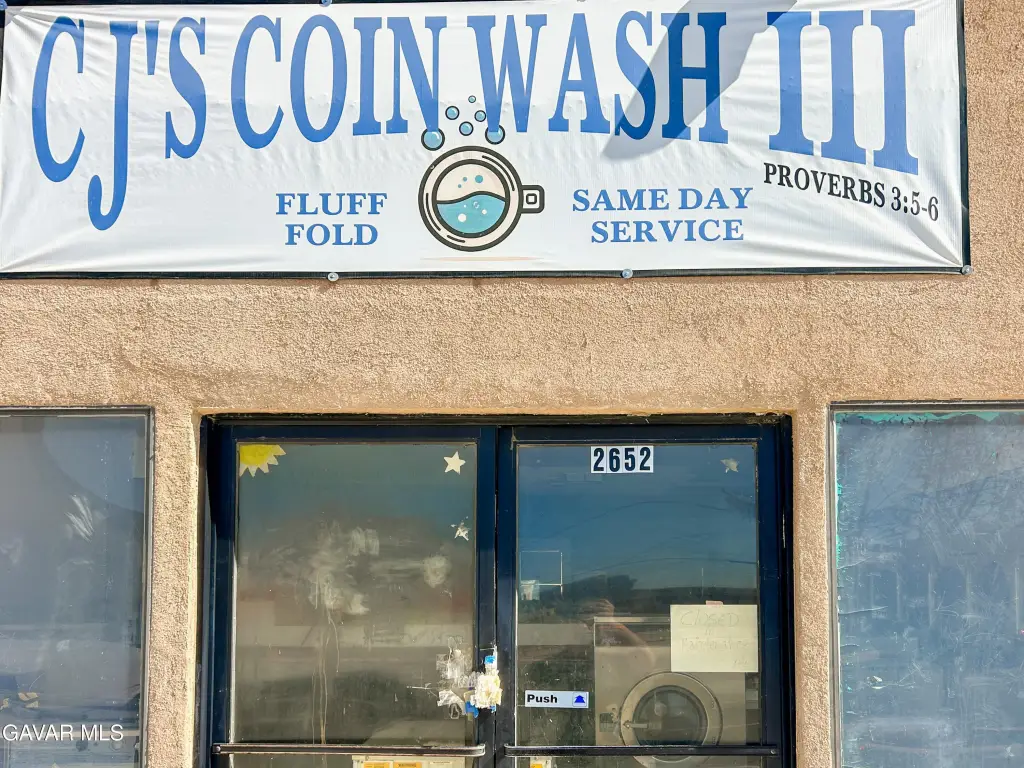 CJ'S COIN WASH III
PROVERBS 3:5-6
FLUFF
FOLD
SAME DAY
SERVICE
2652
CLOSED
Push
GAVAR MLS